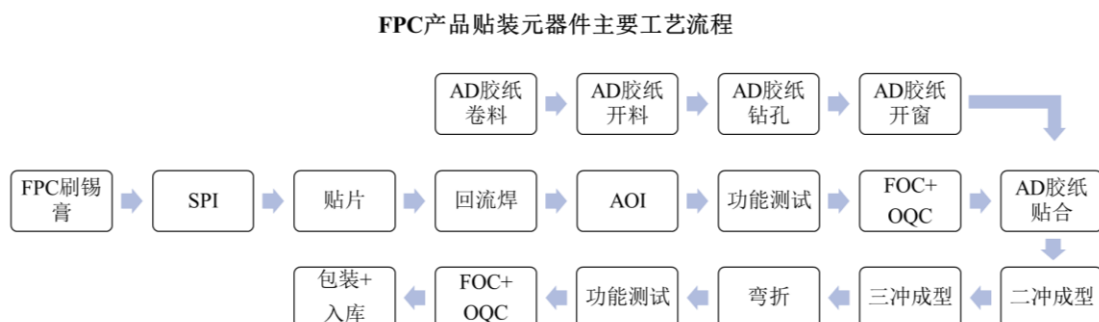 FPC产品贴装元器件主要工艺流程
AD胶纸
卷料
AD胶纸
开料
AD胶纸
钻孔
AD胶纸
开窗
FPC刷锡
膏
SPI
贴片
回流焊
AOI
功能测试
FOC+
OQC
AD胶纸
贴合
包装+
入库
FOC+
OQC
功能测试
弯折
三冲成型
二冲成型